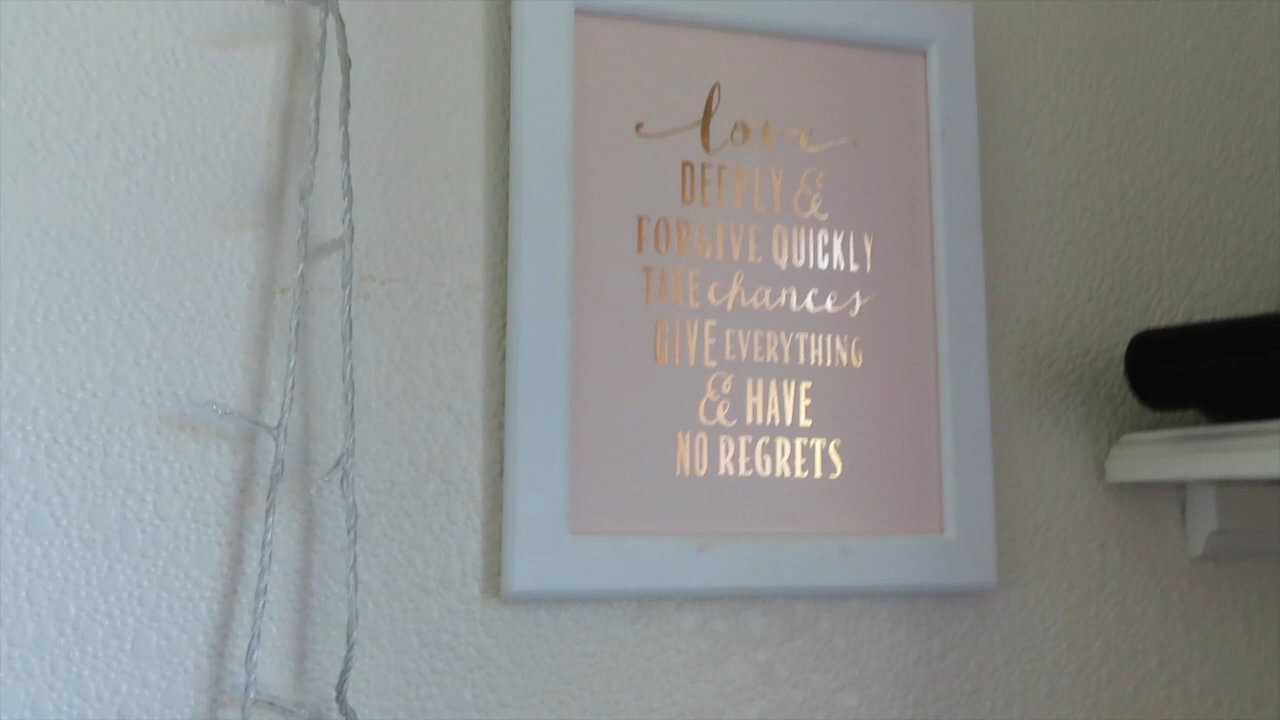 love
DEEPLY &
FORGIVE QUICKLY
TAKE chances
GIVE EVERYTHING
& HAVE
NO REGRETS